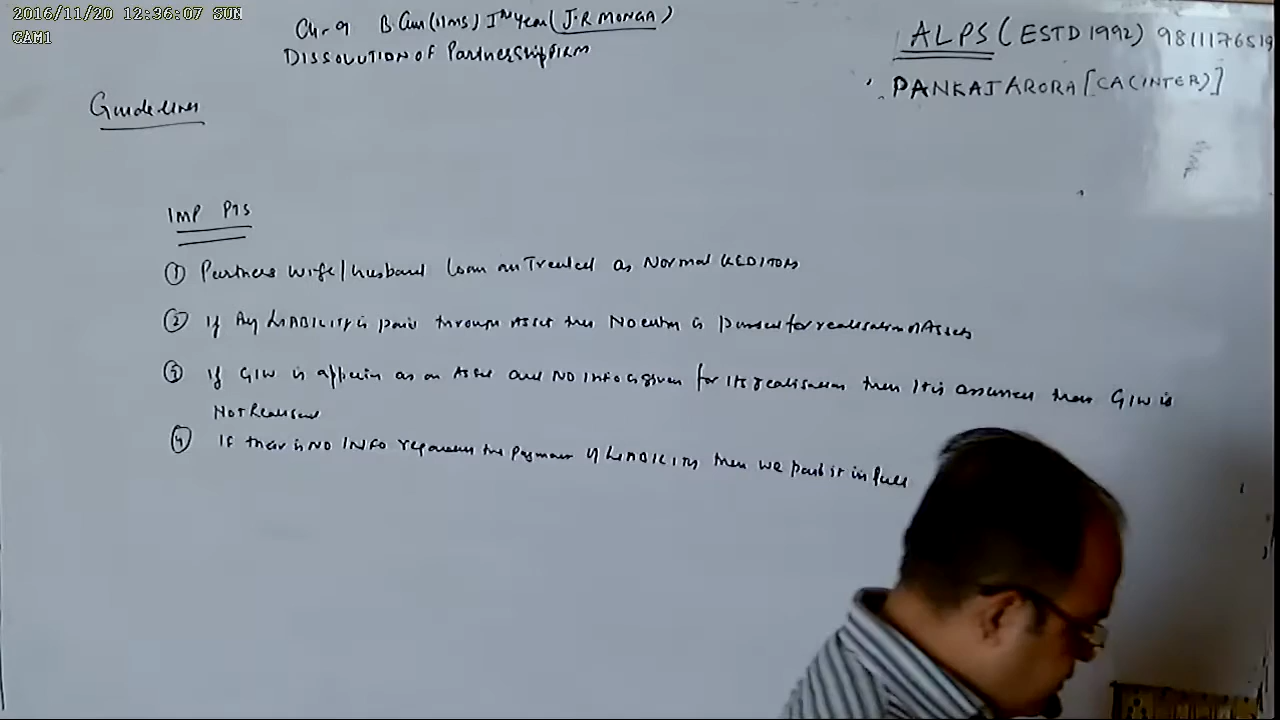 2016/11/20 12:36:07 SUN
CAM1
Ch-9 B Com (Hons) Ist Year (J.R MONGA)
DISSOLUTION OF Partnership FIRM
ALPS (ESTD 1992) 9811176519
PANKAJ ARORA [CA (INTER)]
Guidelines
IMP PTS
① Partners wife/husband loan are Treated as Normal CREDITORS
② If Any LIABILITY is paid through Asset then No entry is passed for realisation of Assets
③ If G/W is appearing as an Asset and NO Info is given for its realisation then It is assumed that G/W is
Not Realised
④ If there is NO INFO regarding the payment of LIABILITY then we paid it in full